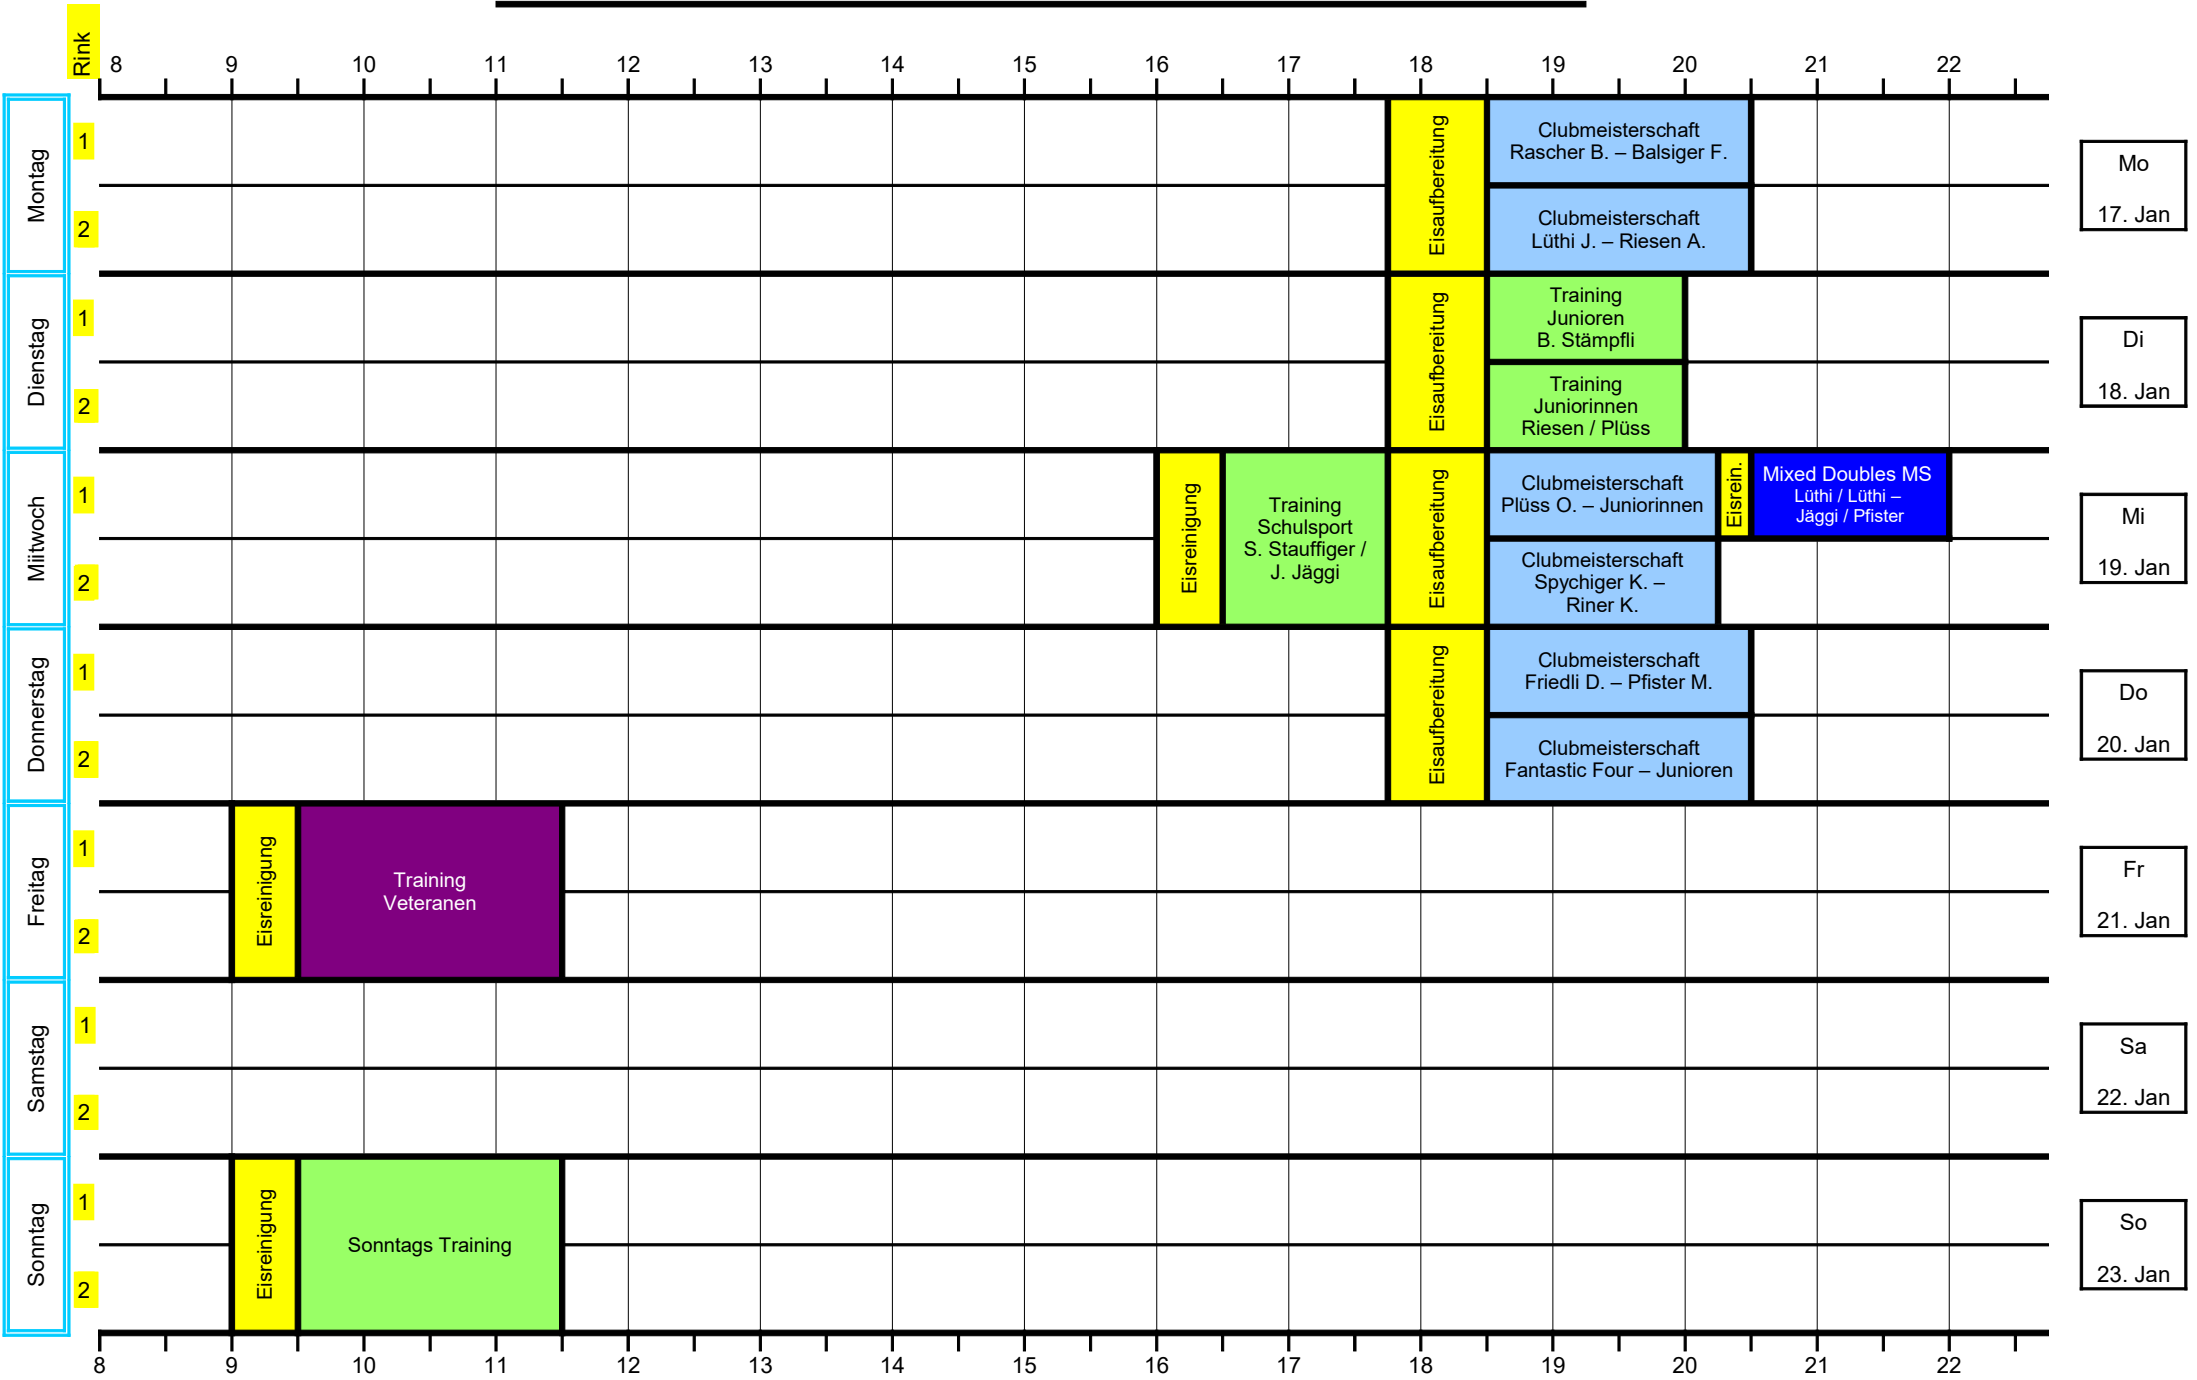 Rink
8 9 10 11 12 13 14 15 16 17 18 19 20 21 22
Montag
1
2
Eisaufbereitung
Clubmeisterschaft
Rascher B. – Balsiger F.
Clubmeisterschaft
Lüthi J. – Riesen A.
Mo
17. Jan
Dienstag
1
2
Eisaufbereitung
Training
Junioren
B. Stämpfli
Training
Juniorinnen
Riesen / Plüss
Di
18. Jan
Miitwoch
1
2
Eisreinigung
Training
Schulsport
S. Stauffiger /
J. Jäggi
Eisaufbereitung
Clubmeisterschaft
Plüss O. – Juniorinnen
Clubmeisterschaft
Spychiger K. –
Riner K.
Eisrein.
Mixed Doubles MS
Lüthi / Lüthi –
Jäggi / Pfister
Mi
19. Jan
Donnerstag
1
2
Eisaufbereitung
Clubmeisterschaft
Friedli D. – Pfister M.
Clubmeisterschaft
Fantastic Four – Junioren
Do
20. Jan
Freitag
1
2
Eisreinigung
Training
Veteranen
Fr
21. Jan
Samstag
1
2
Sa
22. Jan
Sonntag
1
2
Eisreinigung
Sonntags Training
So
23. Jan
8 9 10 11 12 13 14 15 16 17 18 19 20 21 22